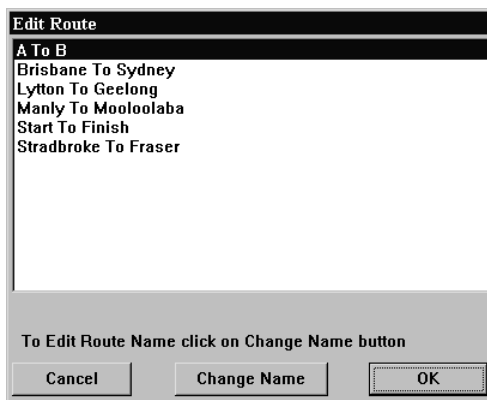 Edit Route
A To B
Brisbane To Sydney
Lytton To Geelong
Manly To Mooloolaba
Start To Finish
Stradbroke To Fraser
To Edit Route Name click on Change Name button
Cancel
Change Name
OK